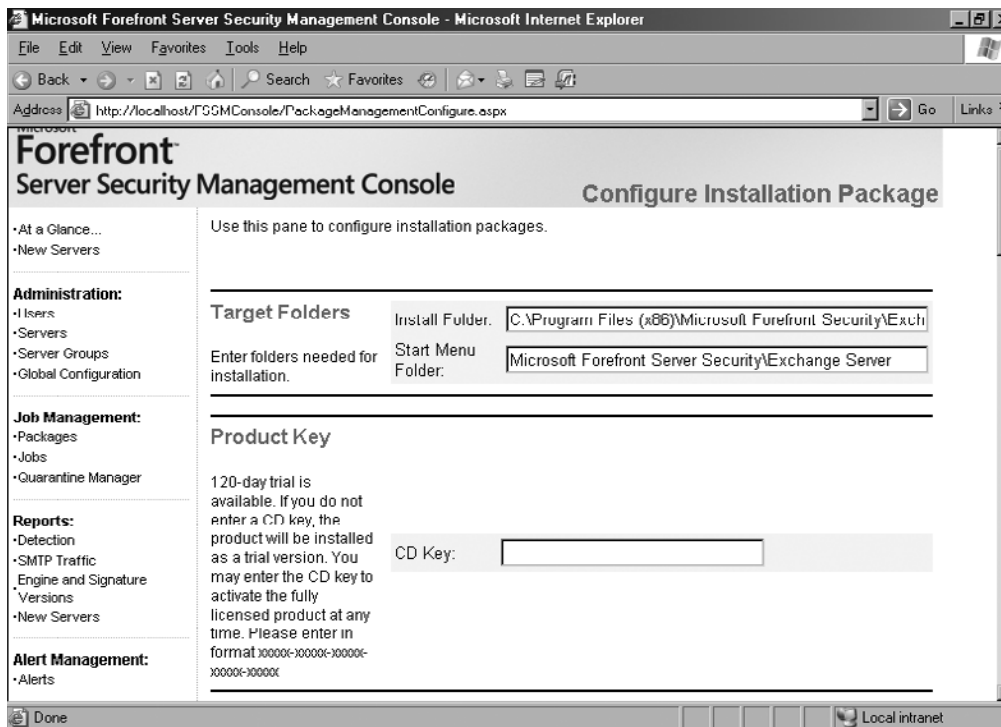 Microsoft Forefront Server Security Management Console - Microsoft Internet Explorer
File Edit View Favorites Tools Help
Back Search Favorites
Address http://localhost/FSSMConsole/PackageManagementConfigure.aspx Go Links
Microsoft
Forefront
Server Security Management Console
Configure Installation Package
At a Glance...
New Servers
Administration:
Users
Servers
Server Groups
Global Configuration
Job Management:
Packages
Jobs
Quarantine Manager
Reports:
Detection
SMTP Traffic
Engine and Signature
Versions
New Servers
Alert Management:
Alerts
Use this pane to configure installation packages.
Target Folders
Enter folders needed for
installation.
Install Folder: C:\Program Files (x86)\Microsoft Forefront Security\Exch
Start Menu
Folder:
Microsoft Forefront Server Security\Exchange Server
Product Key
120-day trial is
available. If you do not
enter a CD key, the
product will be installed
as a trial version. You
may enter the CD key to
activate the fully
licensed product at any
time. Please enter in
format xxxxx-xxxxx-xxxxx-
xxxxx-xxxxx
CD Key:
Done
Local intranet